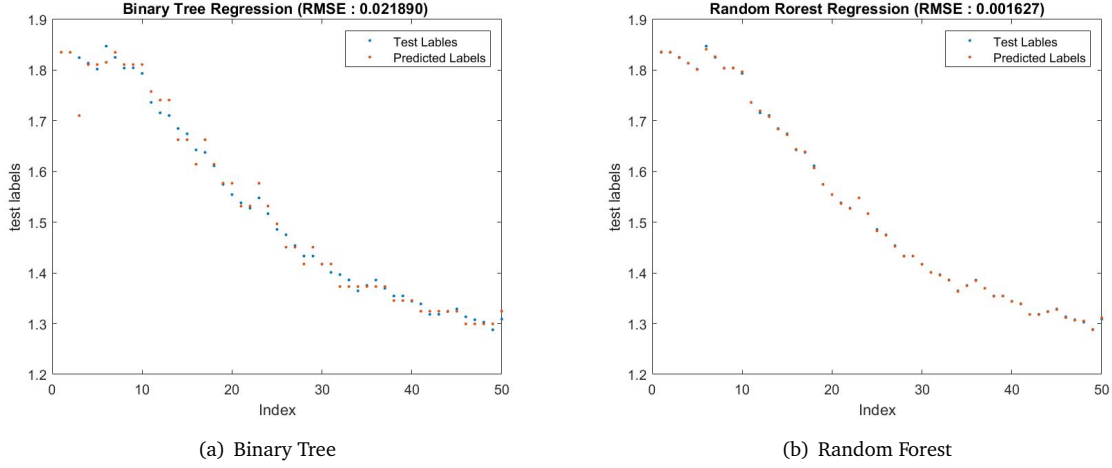 Binary Tree Regression (RMSE : 0.021890)
Test Lables
Predicted Labels
test labels
1.9
1.8
1.7
1.6
1.5
1.4
1.3
1.2
0 10 20 30 40 50
Index
(a) Binary Tree
Random Rorest Regression (RMSE : 0.001627)
Test Lables
Predicted Labels
test labels
1.9
1.8
1.7
1.6
1.5
1.4
1.3
1.2
0 10 20 30 40 50
Index
(b) Random Forest